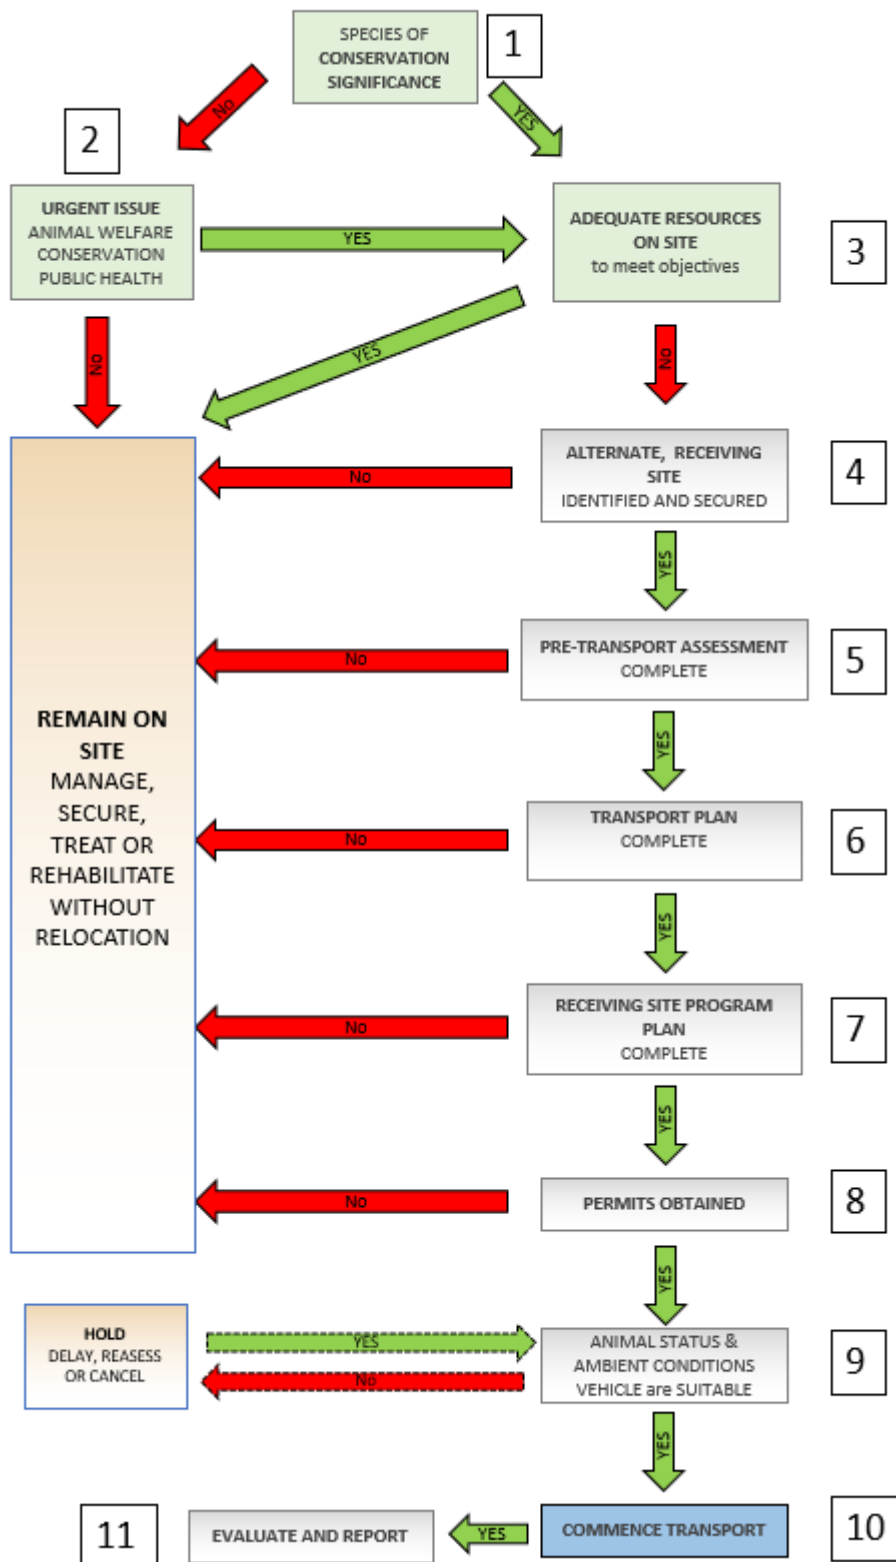 SPECIES OF
CONSERVATION
SIGNIFICANCE
1
No
YES
2
URGENT ISSUE
ANIMAL WELFARE
CONSERVATION
PUBLIC HEALTH
YES
ADEQUATE RESOURCES
ON SITE
to meet objectives
3
No
YES
No
ALTERNATE, RECEIVING
SITE
IDENTIFIED AND SECURED
4
No
YES
PRE-TRANSPORT ASSESSMENT
COMPLETE
5
No
YES
REMAIN ON
SITE
MANAGE,
SECURE,
TREAT OR
REHABILITATE
WITHOUT
RELOCATION
TRANSPORT PLAN
COMPLETE
6
No
YES
RECEIVING SITE PROGRAM
PLAN
COMPLETE
7
No
YES
PERMITS OBTAINED
8
No
YES
HOLD
DELAY, REASESS
OR CANCEL
YES
No
ANIMAL STATUS &
AMBIENT CONDITIONS
VEHICLE are SUITABLE
9
YES
11
EVALUATE AND REPORT
YES
COMMENCE TRANSPORT
10